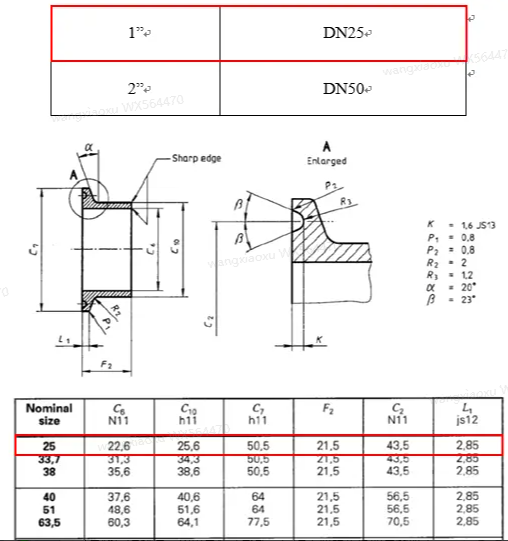 1”
DN25
2”
DN50
wangxiaoxu WX564470
α
A
Sharp edge
C7
C6
C10
R2
P1
L1
F2
A
Enlarged
P2
R3
β
β
C2
K
K = 1,6 JS13
P1 = 0,8
P2 = 0,8
R2 = 2
R3 = 1,2
α = 20°
β = 23°
Nominal size C6 N11 C10 h11 C7 h11 F2 C2 N11 L1 js12
25 22,6 25,6 50,5 21,5 43,5 2,85
33,7 31,3 34,3 50,5 21,5 43,5 2,85
38 35,6 38,6 50,5 21,5 43,5 2,85
40 37,6 40,6 64 21,5 56,5 2,85
51 48,6 51,6 64 21,5 56,5 2,85
63,5 60,3 64,1 77,5 21,5 70,5 2,85